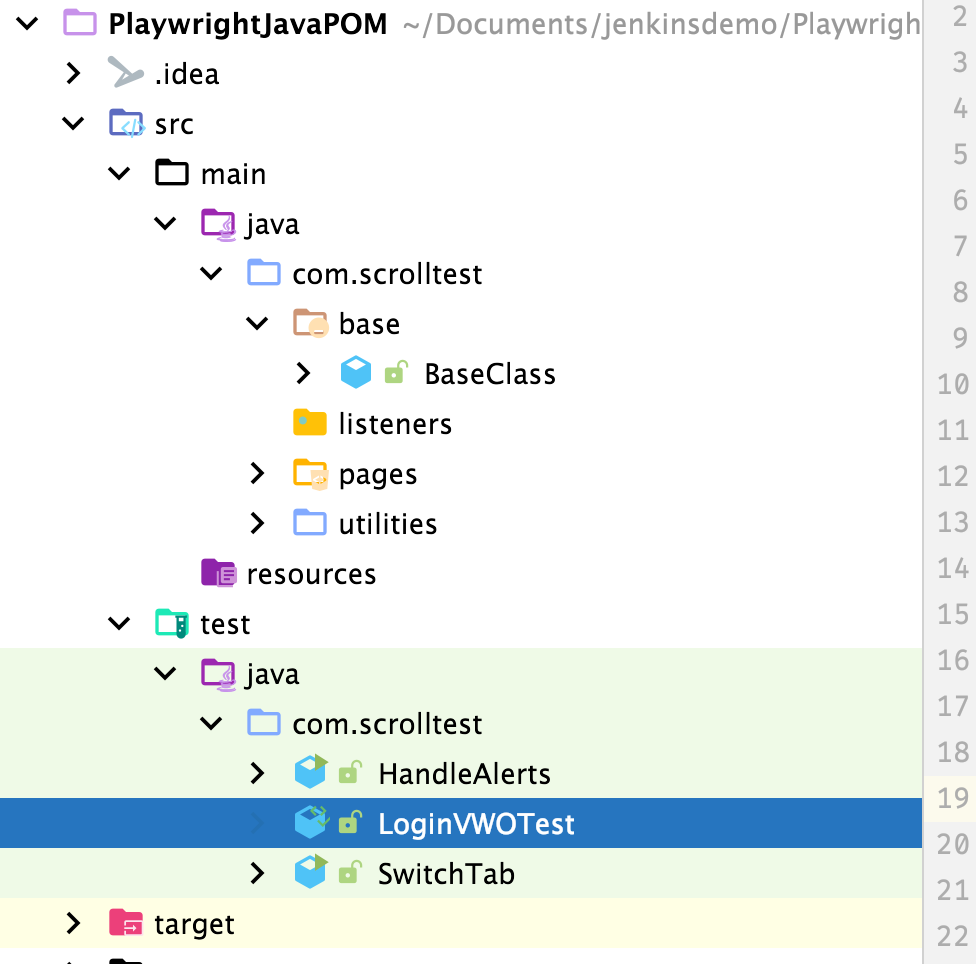 PlaywrightJavaPOM ~/Documents/jenkinsdemo/Playwrigh
.idea
src
main
java
com.scrolltest
base
BaseClass
listeners
pages
utilities
resources
test
java
com.scrolltest
HandleAlerts
LoginVWOTest
SwitchTab
target
2
3
4
5
6
7
8
9
10
11
12
13
14
15
16
17
18
19
20
21
22